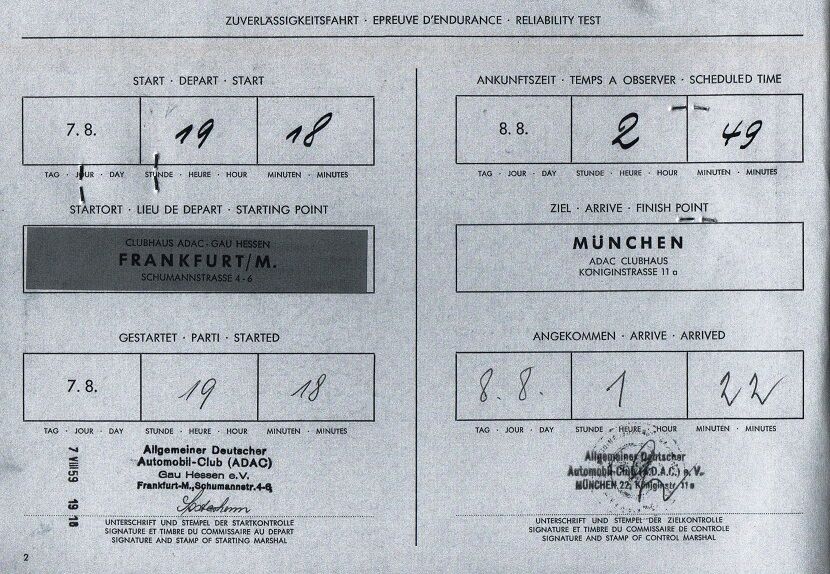 ZUVERLÄSSIGKEITSFAHRT · EPREUVE D'ENDURANCE · RELIABILITY TEST
START · DEPART · START
7. 8. 19 18
TAG · JOUR · DAY STUNDE · HEURE · HOUR MINUTEN · MINUTES
STARTORT · LIEU DE DEPART · STARTING POINT
CLUBHAUS ADAC - GAU HESSEN
FRANKFURT/M.
SCHUMANNSTRASSE 4-6
GESTARTET · PARTI · STARTED
7. 8. 19 18
TAG · JOUR · DAY STUNDE · HEURE · HOUR MINUTEN · MINUTES
7 VIII 59 19 18
Allgemeiner Deutscher
Automobil-Club (ADAC)
Gau Hessen e.V.
Frankfurt-M., Schumannstr. 4-6
UNTERSCHRIFT UND STEMPEL DER STARTKONTROLLE
SIGNATURE ET TIMBRE DU COMMISSAIRE AU DEPART
SIGNATURE AND STAMP OF STARTING MARSHAL
2
ANKUNFTSZEIT · TEMPS A OBSERVER · SCHEDULED TIME
8. 8. 2 49
TAG · JOUR · DAY STUNDE · HEURE · HOUR MINUTEN · MINUTES
ZIEL · ARRIVE · FINISH POINT
MÜNCHEN
ADAC CLUBHAUS
KÖNIGINSTRASSE 11 a
ANGEKOMMEN · ARRIVE · ARRIVED
8. 8. 1 22
TAG · JOUR · DAY STUNDE · HEURE · HOUR MINUTEN · MINUTES
Allgemeiner Deutscher
Automobil-Club (A.D.A.C.) e. V.
MÜNCHEN 22, Königinstr. 11a
UNTERSCHRIFT UND STEMPEL DER ZIELKONTROLLE
SIGNATURE ET TIMBRE DU COMMISSAIRE DE CONTROLE
SIGNATURE AND STAMP OF CONTROL MARSHAL